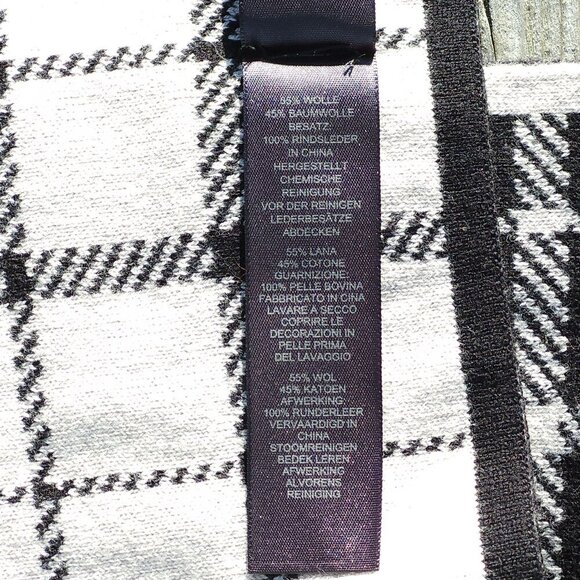 55% WOLLE
45% BAUMWOLLE
BESATZ:
100% RINDSLEDER
IN CHINA
HERGESTELLT
CHEMISCHE
REINIGUNG
VOR DER REINIGEN
LEDERBESÄTZE
ABDECKEN
55% LANA
45% COTONE
GUARNIZIONE:
100% PELLE BOVINA
FABBRICATO IN CINA
LAVARE A SECCO
COPRIRE LE
DECORAZIONI IN
PELLE PRIMA
DEL LAVAGGIO
55% WOL
45% KATOEN
AFWERKING:
100% RUNDERLEER
VERVAARDIGD IN
CHINA
STOOMREINIGEN
BEDEK LEREN
AFWERKING
ALVORENS
REINIGING